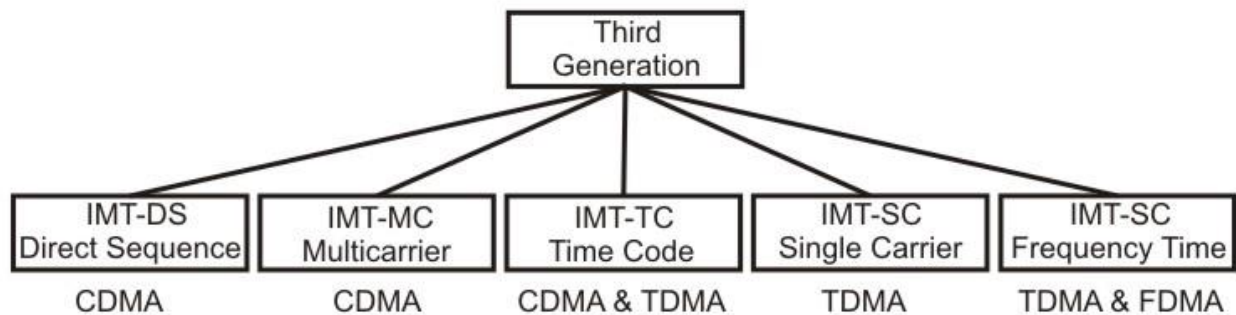 Third
Generation
IMT-DS
Direct Sequence
IMT-MC
Multicarrier
IMT-TC
Time Code
IMT-SC
Single Carrier
IMT-SC
Frequency Time
CDMA
CDMA
CDMA & TDMA
TDMA
TDMA & FDMA